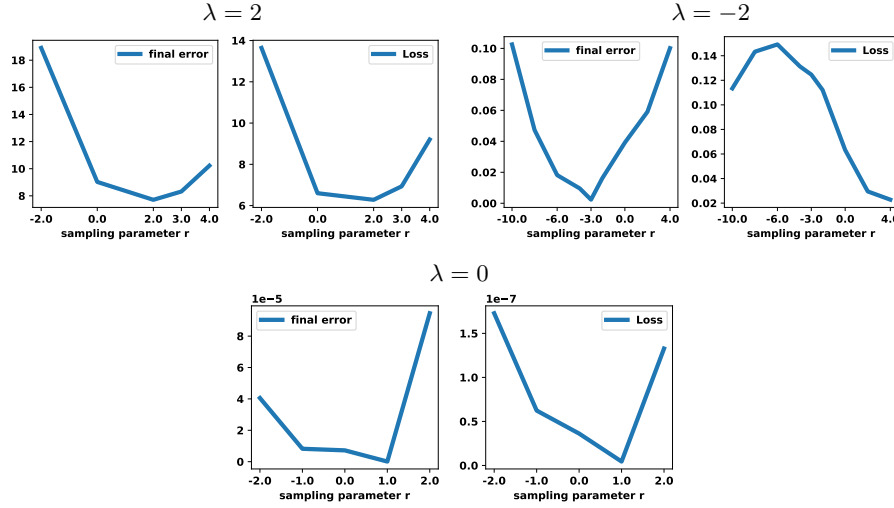 λ = 2
λ = −2
final error
18
16
14
12
10
8
-2.0 0.0 2.0 3.0 4.0
sampling parameter r
Loss
14
12
10
8
6
-2.0 0.0 2.0 3.0 4.0
sampling parameter r
final error
0.10
0.08
0.06
0.04
0.02
0.00
-10.0 -6.0 -3.0 0.0 4.0
sampling parameter r
Loss
0.14
0.12
0.10
0.08
0.06
0.04
0.02
-10.0 -6.0 -3.0 0.0 4.0
sampling parameter r
λ = 0
1e−5
final error
8
6
4
2
0
-2.0 -1.0 0.0 1.0 2.0
sampling parameter r
1e−7
Loss
1.5
1.0
0.5
0.0
-2.0 -1.0 0.0 1.0 2.0
sampling parameter r